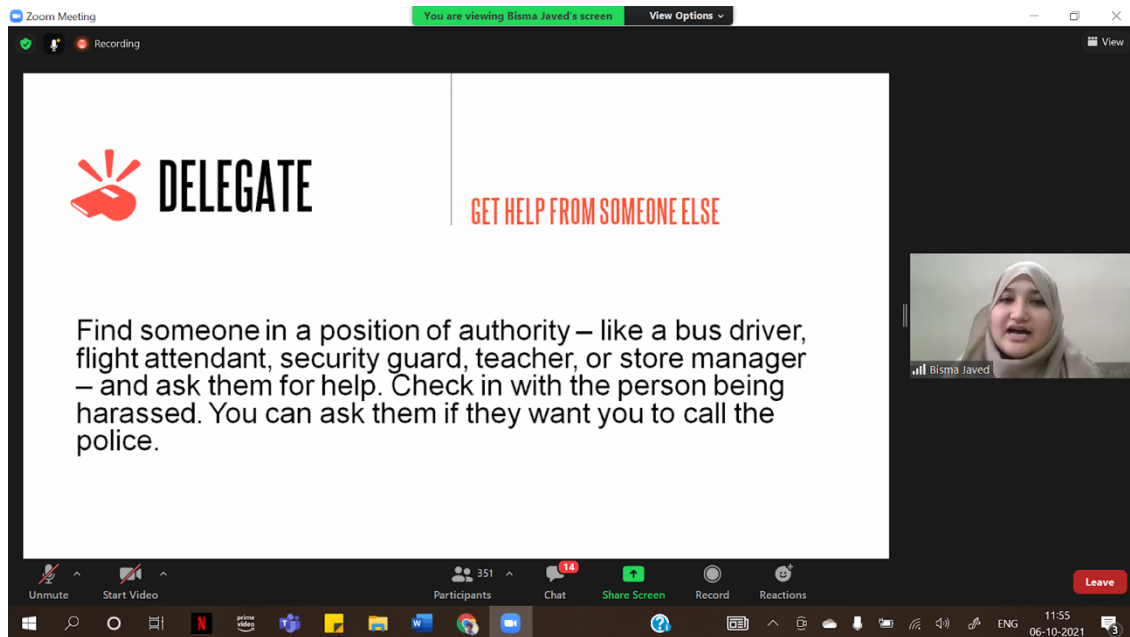 Zoom Meeting
You are viewing Bisma Javed's screen
View Options
Recording
View
DELEGATE
GET HELP FROM SOMEONE ELSE
Find someone in a position of authority – like a bus driver,
flight attendant, security guard, teacher, or store manager
– and ask them for help. Check in with the person being
harassed. You can ask them if they want you to call the
police.
Bisma Javed
Unmute
Start Video
351
Participants
14
Chat
Share Screen
Record
Reactions
Leave
N
prime
video
T
W
?
ENG
11:55
06-10-2021
3